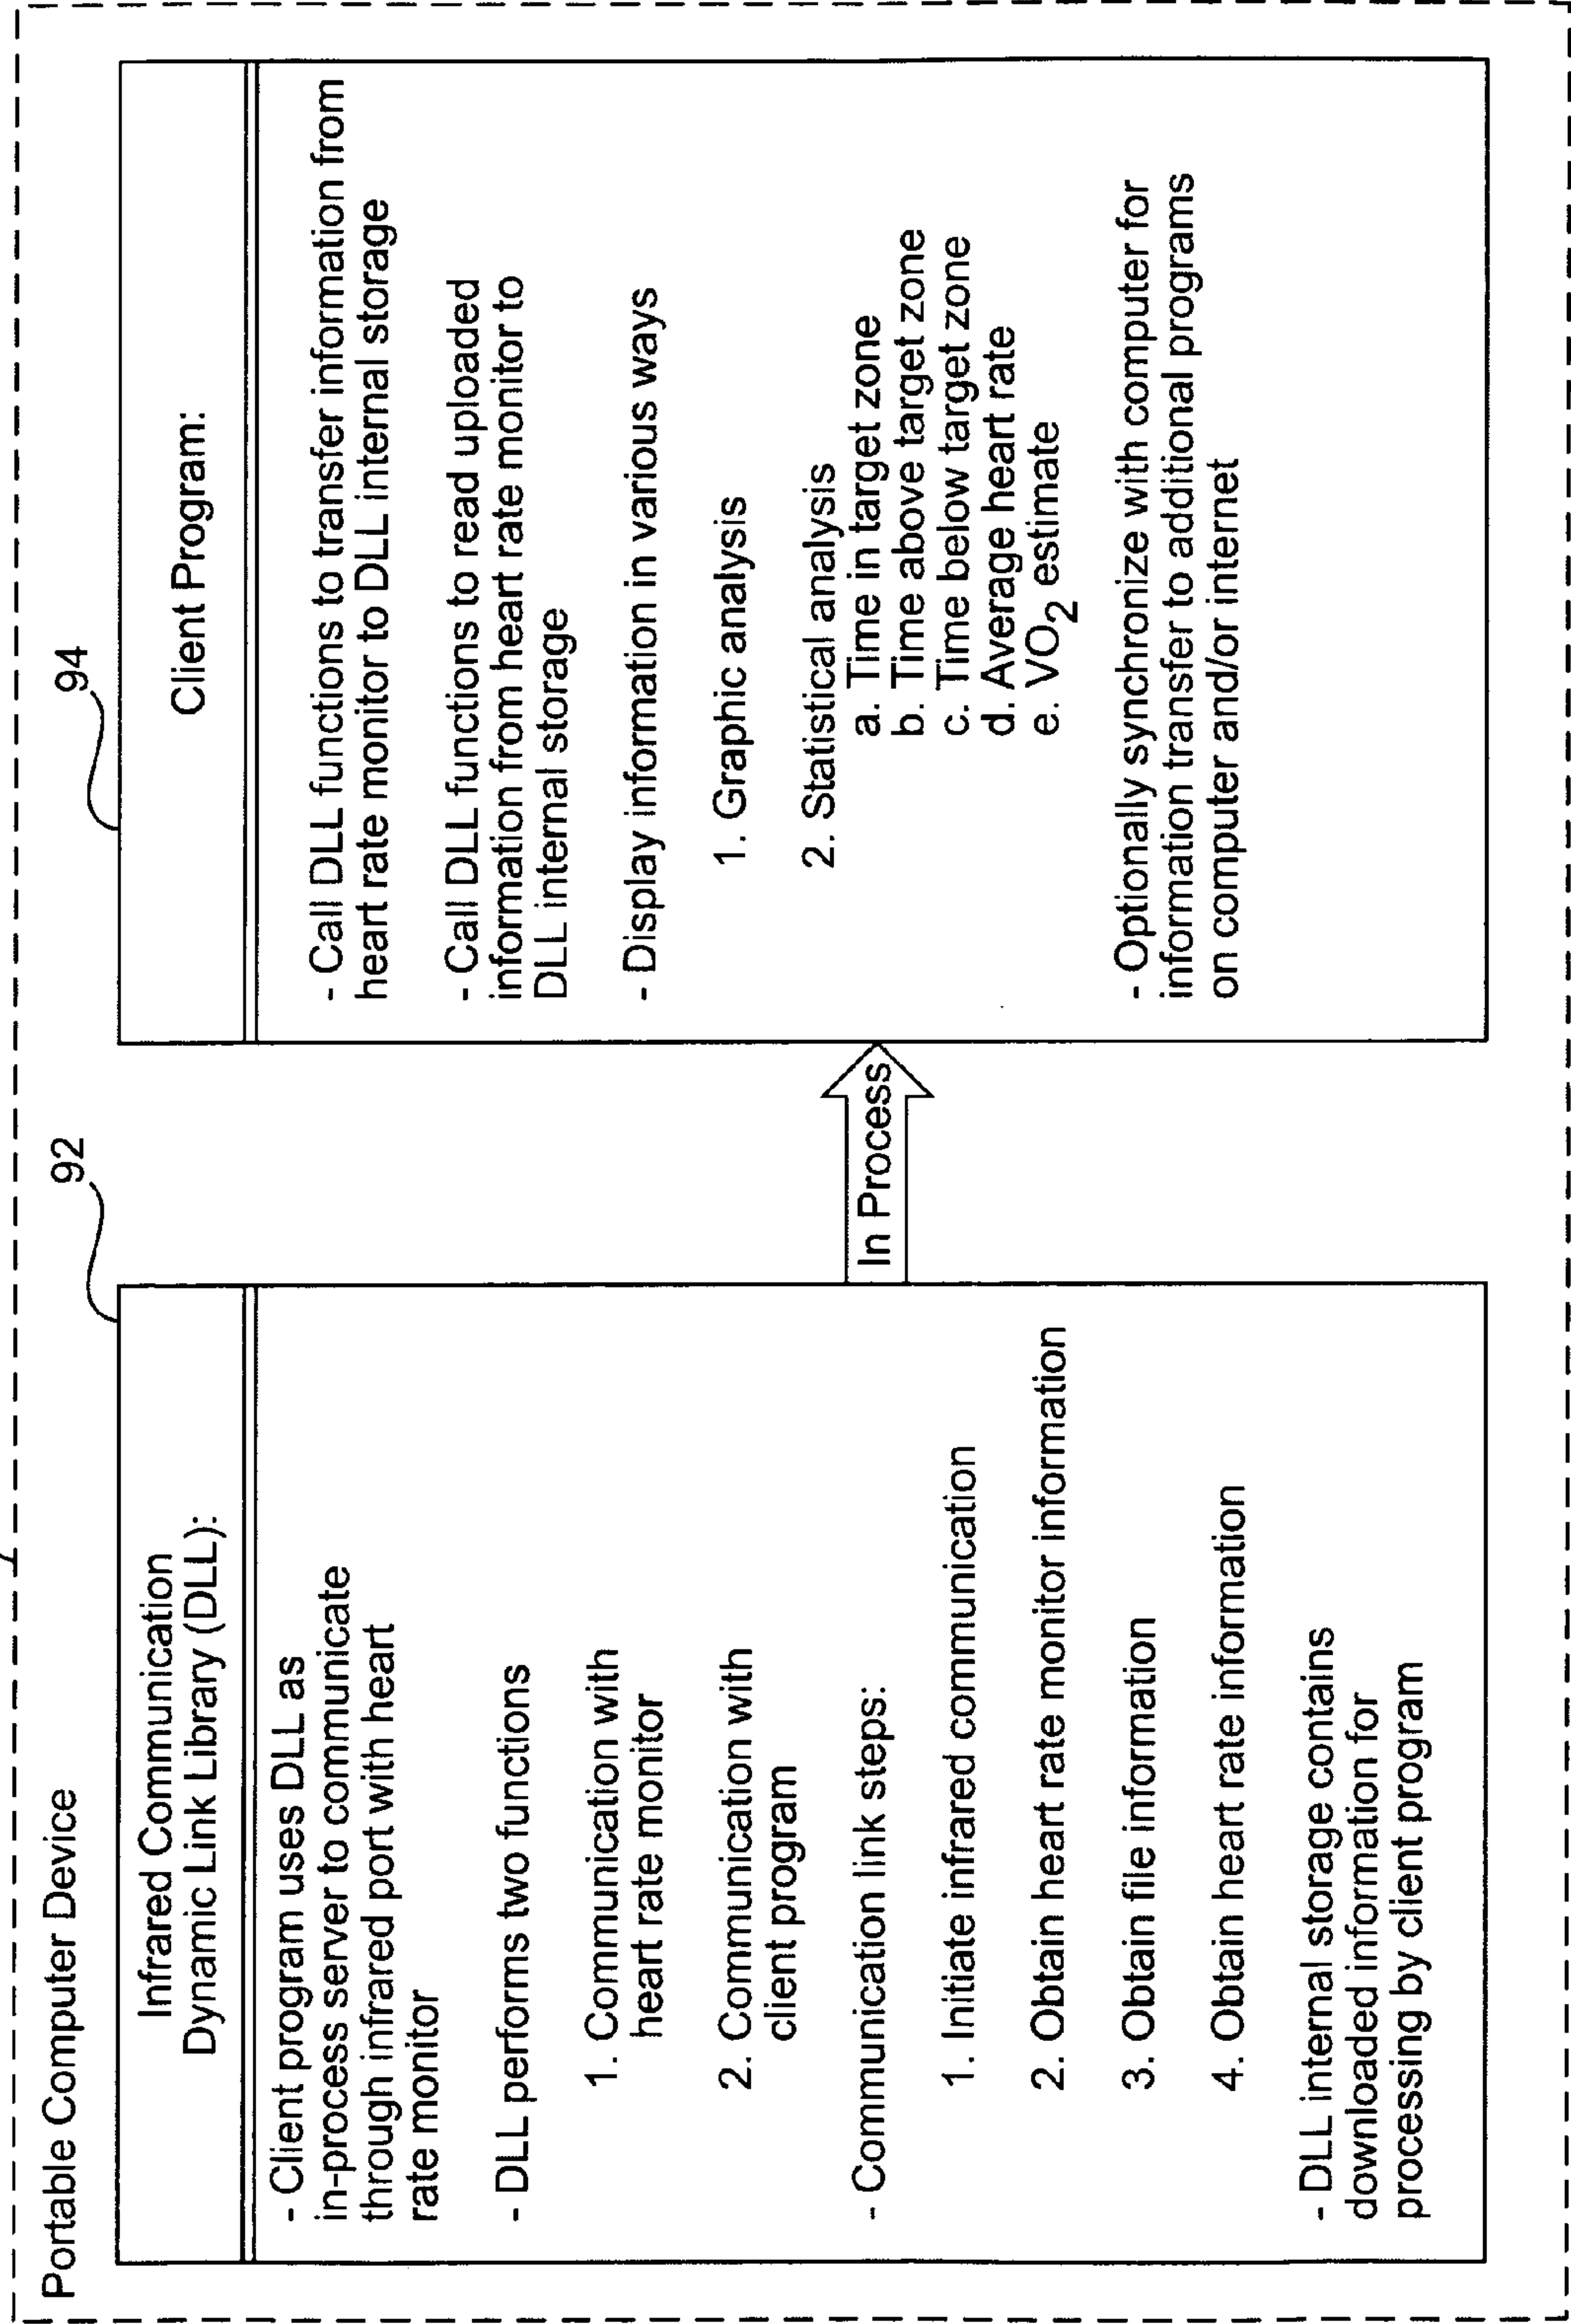 Portable Computer Device
92
Infrared Communication
Dynamic Link Library (DLL):
- Client program uses DLL as
in-process server to communicate
through infrared port with heart
rate monitor
- DLL performs two functions
1. Communication with
heart rate monitor
2. Communication with
client program
- Communication link steps:
1. Initiate infrared communication
2. Obtain heart rate monitor information
3. Obtain file information
4. Obtain heart rate information
- DLL internal storage contains
downloaded information for
processing by client program
In Process
94
Client Program:
- Call DLL functions to transfer information from
heart rate monitor to DLL internal storage
- Call DLL functions to read uploaded
information from heart rate monitor to
DLL internal storage
- Display information in various ways
1. Graphic analysis
2. Statistical analysis
a. Time in target zone
b. Time above target zone
c. Time below target zone
d. Average heart rate
e. VO2 estimate
- Optionally synchronize with computer for
information transfer to additional programs
on computer and/or internet